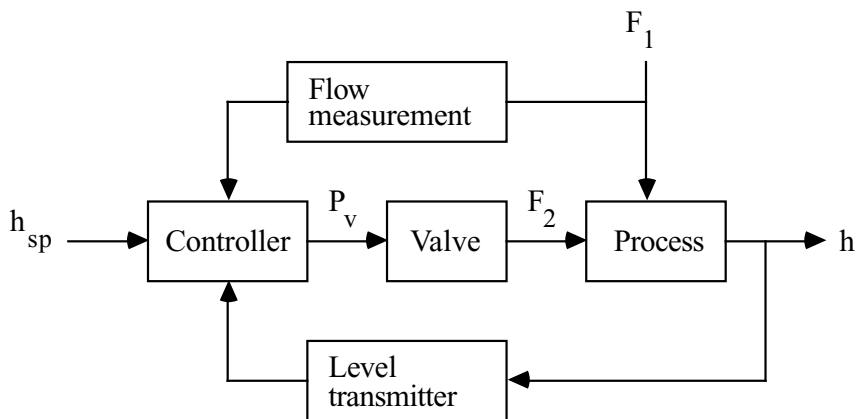 F1
Flow
measurement
hsp
Controller
Pv
Valve
F2
Process
h
Level
transmitter